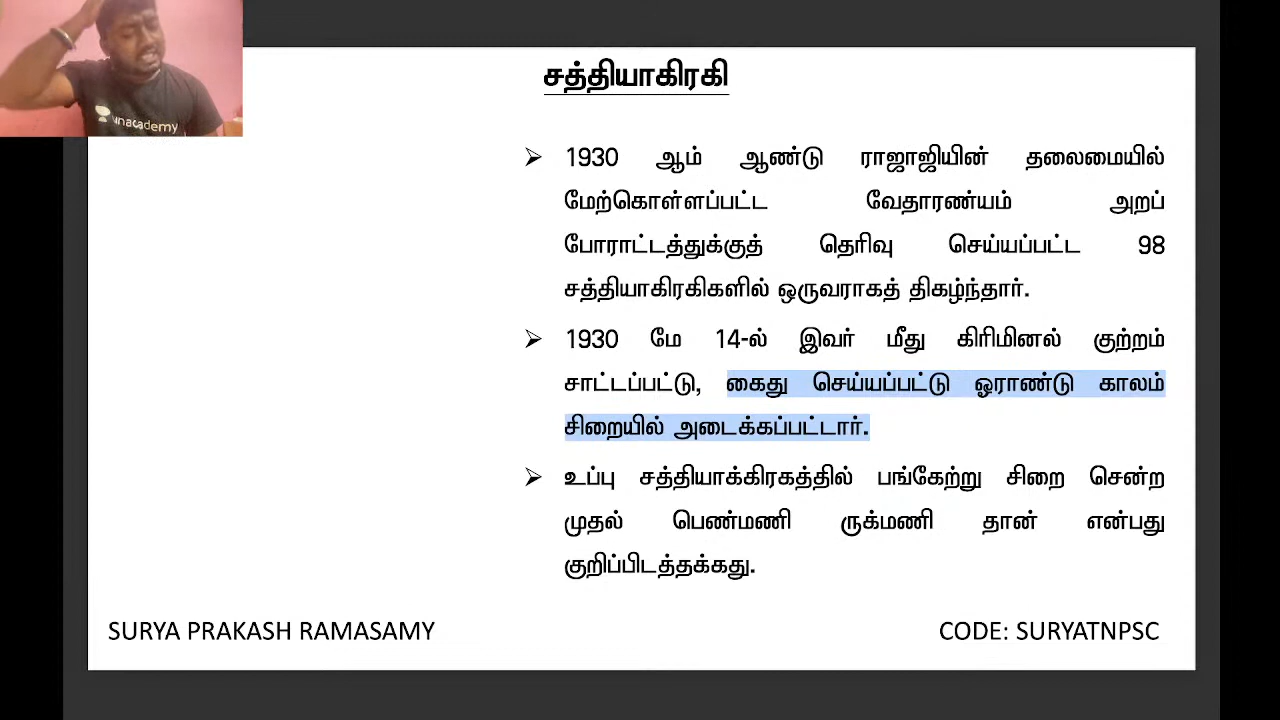 unacademy
சத்தியாகிரகி
➢ 1930 ஆம் ஆண்டு ராஜாஜியின் தலைமையில்
மேற்கொள்ளப்பட்ட வேதாரண்யம் அறப்
போராட்டத்துக்குத் தெரிவு செய்யப்பட்ட 98
சத்தியாகிரகிகளில் ஒருவராகத் திகழ்ந்தார்.
➢ 1930 மே 14-ல் இவர் மீது கிரிமினல் குற்றம்
சாட்டப்பட்டு, கைது செய்யப்பட்டு ஓராண்டு காலம்
சிறையில் அடைக்கப்பட்டார்.
➢ உப்பு சத்தியாக்கிரகத்தில் பங்கேற்று சிறை சென்ற
முதல் பெண்மணி ருக்மணி தான் என்பது
குறிப்பிடத்தக்கது.
SURYA PRAKASH RAMASAMY
CODE: SURYATNPSC